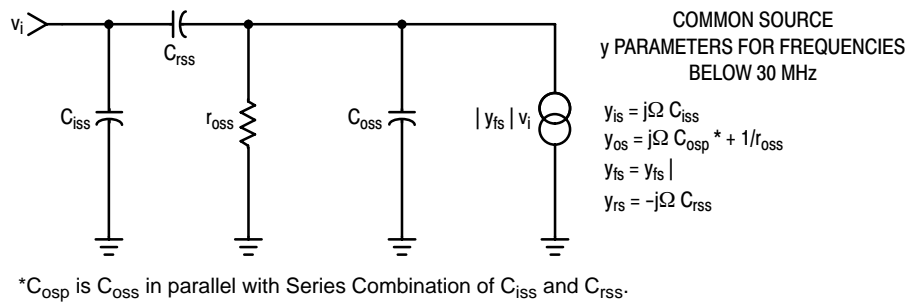 vi
Crss
Ciss
ross
Coss
| yfs | vi
COMMON SOURCE
y PARAMETERS FOR FREQUENCIES
BELOW 30 MHz
yis = jΩ Ciss
yos = jΩ Cosp * + 1/ross
yfs = yfs |
yrs = −jΩ Crss
*Cosp is Coss in parallel with Series Combination of Ciss and Crss.